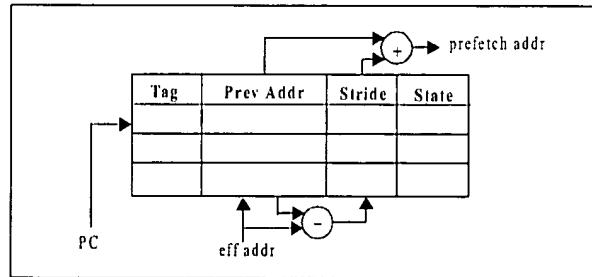 +
prefetch addr
Tag Prev Addr Stride State
-
PC
eff addr